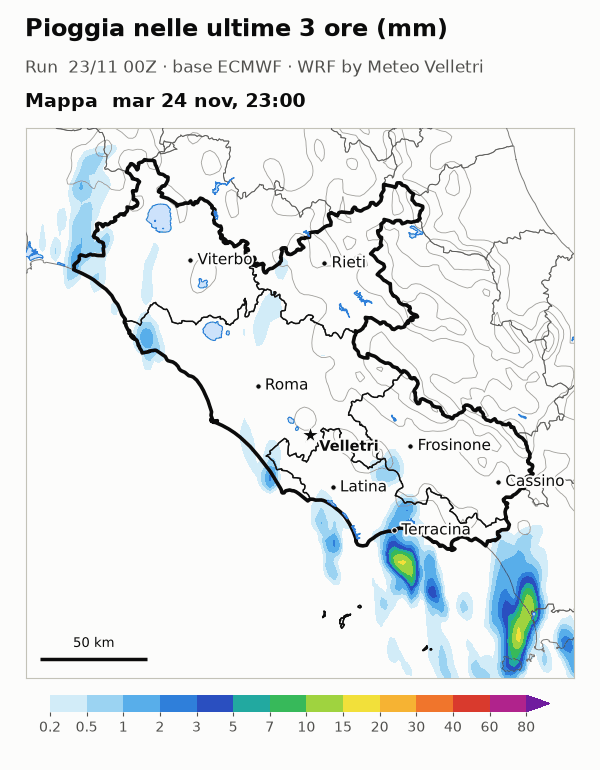 Pioggia nelle ultime 3 ore (mm)
Run 23/11 00Z · base ECMWF · WRF by Meteo Velletri
Mappa mar 24 nov, 23:00
Viterbo
Rieti
Roma
Velletri
Frosinone
Latina
Cassino
Terracina
50 km
0.2 0.5 1 2 3 5 7 10 15 20 30 40 60 80